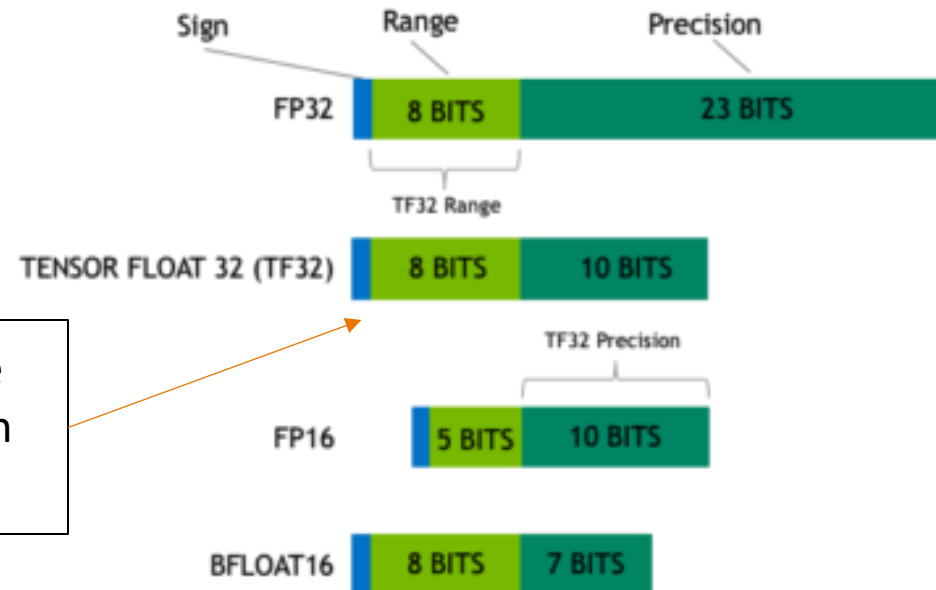 Sign Range Precision
FP32 8 BITS 23 BITS
TF32 Range
TENSOR FLOAT 32 (TF32) 8 BITS 10 BITS
TF32 Precision
FP16 5 BITS 10 BITS
BFLOAT16 8 BITS 7 BITS